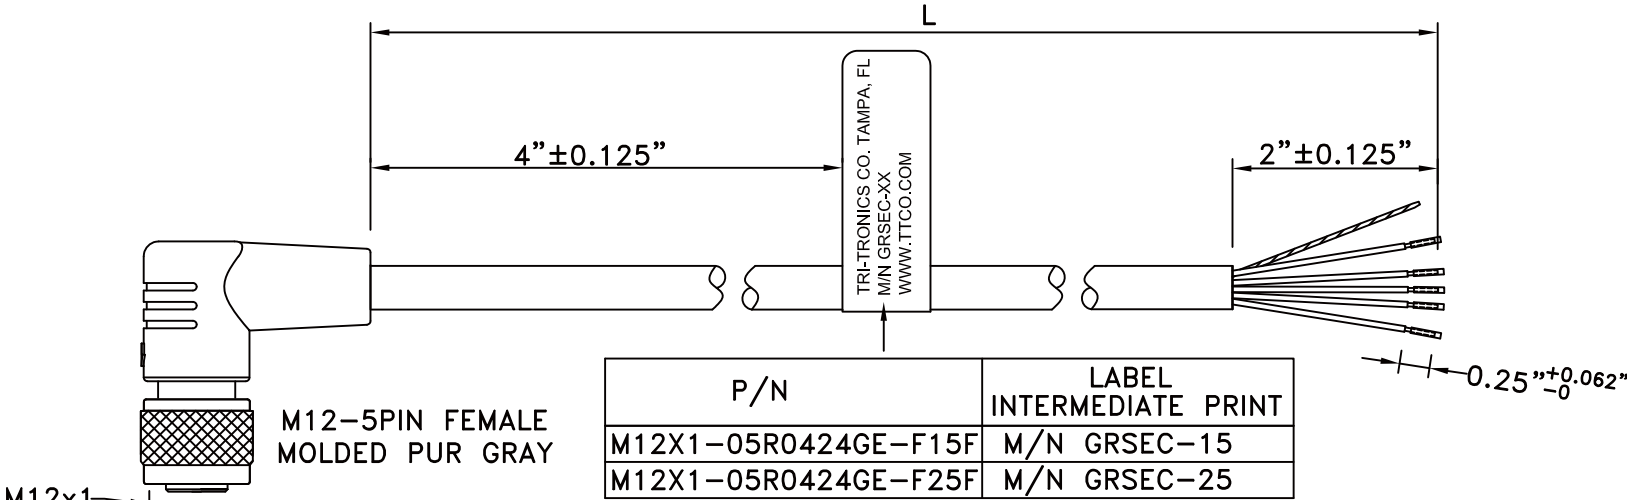 L
TRI-TRONICS CO. TAMPA, FL
M/N GRSEC-XX
WWW.TTCO.COM
4"±0.125"
2"±0.125"
0.25"+0.062" -0
M12-5PIN FEMALE
MOLDED PUR GRAY
P/N
LABEL
INTERMEDIATE PRINT
M12X1-05R0424GE-F15F M/N GRSEC-15
M12X1-05R0424GE-F25F M/N GRSEC-25
M12x1